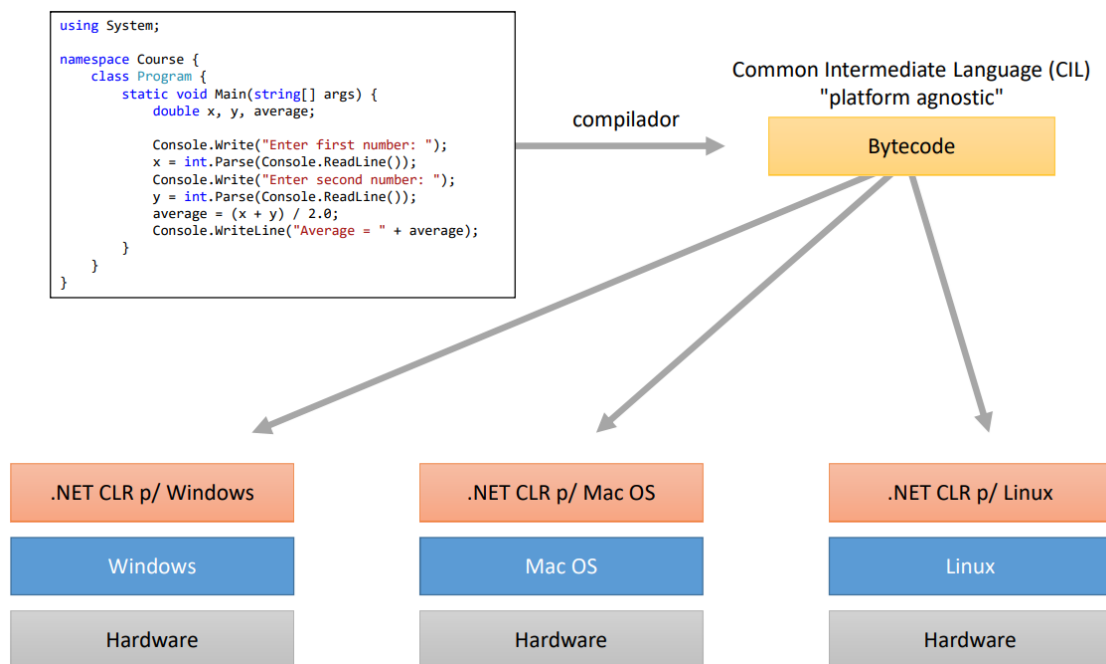 using System;
namespace Course {
class Program {
static void Main(string[] args) {
double x, y, average;
Console.Write("Enter first number: ");
x = int.Parse(Console.ReadLine());
Console.Write("Enter second number: ");
y = int.Parse(Console.ReadLine());
average = (x + y) / 2.0;
Console.WriteLine("Average = " + average);
}
}
}
compilador
Common Intermediate Language (CIL)
"platform agnostic"
Bytecode
.NET CLR p/ Windows
.NET CLR p/ Mac OS
.NET CLR p/ Linux
Windows
Mac OS
Linux
Hardware
Hardware
Hardware